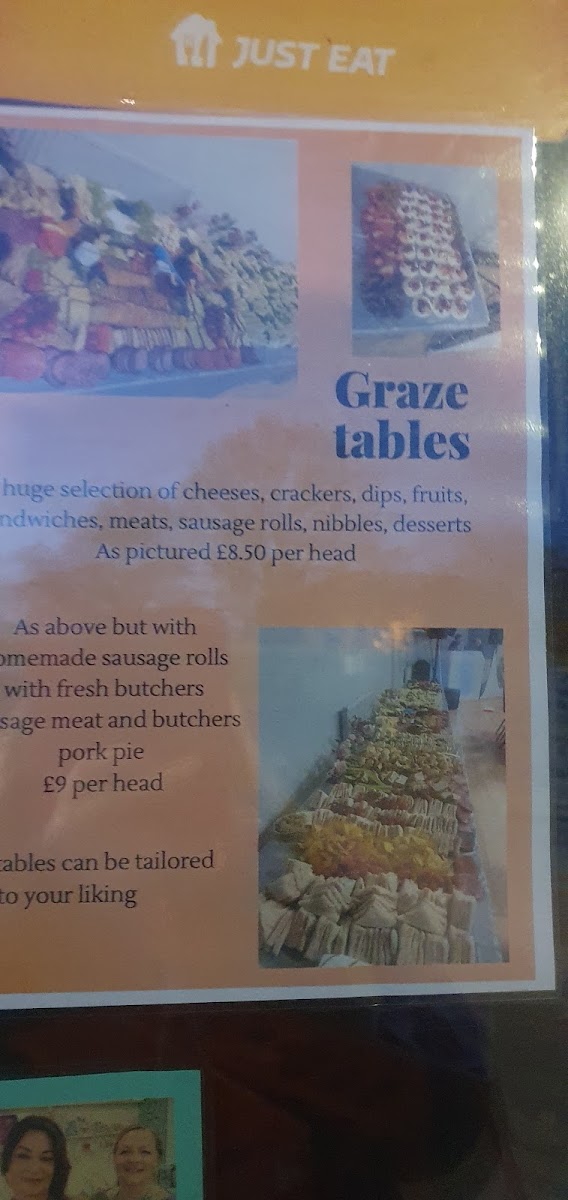 JUST EAT
Graze
tables
huge selection of cheeses, crackers, dips, fruits,
ndwiches, meats, sausage rolls, nibbles, desserts
As pictured £8.50 per head
As above but with
omemade sausage rolls
with fresh butchers
sage meat and butchers
pork pie
£9 per head
tables can be tailored
to your liking